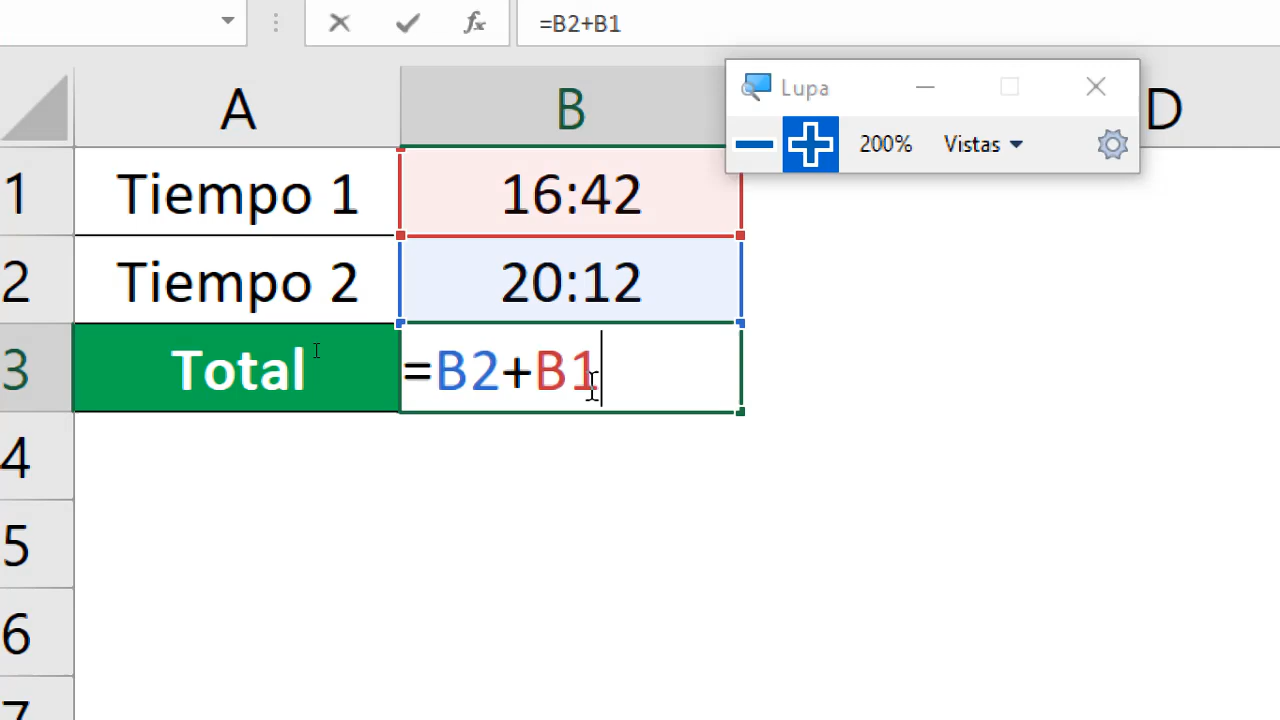 =B2+B1
Lupa
200% Vistas
A B D
1 Tiempo 1 16:42
2 Tiempo 2 20:12
3 Total =B2+B1
4
5
6
7